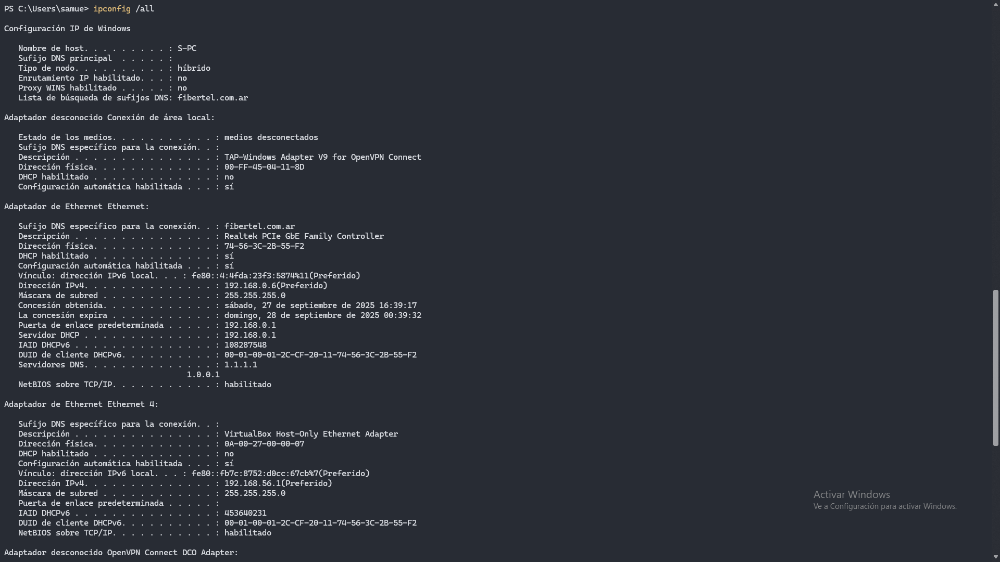 PS C:\Users\samue> ipconfig /all
Configuración IP de Windows
Nombre de host. . . . . . . . . : S-PC
Sufijo DNS principal  . . . . . :
Tipo de nodo. . . . . . . . . . : híbrido
Enrutamiento IP habilitado. . . : no
Proxy WINS habilitado . . . . . : no
Lista de búsqueda de sufijos DNS: fibertel.com.ar
Adaptador desconocido Conexión de área local:
Estado de los medios. . . . . . . . . . . : medios desconectados
Sufijo DNS específico para la conexión. . :
Descripción . . . . . . . . . . . . . . . : TAP-Windows Adapter V9 for OpenVPN Connect
Dirección física. . . . . . . . . . . . . : 00-FF-45-04-11-8D
DHCP habilitado . . . . . . . . . . . . . : no
Configuración automática habilitada . . . : sí
Adaptador de Ethernet Ethernet:
Sufijo DNS específico para la conexión. . : fibertel.com.ar
Descripción . . . . . . . . . . . . . . . : Realtek PCIe GbE Family Controller
Dirección física. . . . . . . . . . . . . : 74-56-3C-2B-55-F2
DHCP habilitado . . . . . . . . . . . . . : sí
Configuración automática habilitada . . . : sí
Vínculo: dirección IPv6 local. . . : fe80::4:4fda:23f3:5874%11(Preferido)
Dirección IPv4. . . . . . . . . . . . . . : 192.168.0.6(Preferido)
Máscara de subred . . . . . . . . . . . . : 255.255.255.0
Concesión obtenida. . . . . . . . . . . . : sábado, 27 de septiembre de 2025 16:39:17
La concesión expira . . . . . . . . . . . : domingo, 28 de septiembre de 2025 00:39:32
Puerta de enlace predeterminada . . . . . : 192.168.0.1
Servidor DHCP . . . . . . . . . . . . . . : 192.168.0.1
IAID DHCPv6 . . . . . . . . . . . . . . . : 108287548
DUID de cliente DHCPv6. . . . . . . . . . : 00-01-00-01-2C-CF-20-11-74-56-3C-2B-55-F2
Servidores DNS. . . . . . . . . . . . . . : 1.1.1.1
1.0.0.1
NetBIOS sobre TCP/IP. . . . . . . . . . . : habilitado
Adaptador de Ethernet Ethernet 4:
Sufijo DNS específico para la conexión. . :
Descripción . . . . . . . . . . . . . . . : VirtualBox Host-Only Ethernet Adapter
Dirección física. . . . . . . . . . . . . : 0A-00-27-00-00-07
DHCP habilitado . . . . . . . . . . . . . : no
Configuración automática habilitada . . . : sí
Vínculo: dirección IPv6 local. . . : fe80::fb7c:8752:d0cc:67cb%7(Preferido)
Dirección IPv4. . . . . . . . . . . . . . : 192.168.56.1(Preferido)
Máscara de subred . . . . . . . . . . . . : 255.255.255.0
Puerta de enlace predeterminada . . . . . :
IAID DHCPv6 . . . . . . . . . . . . . . . : 453640231
DUID de cliente DHCPv6. . . . . . . . . . : 00-01-00-01-2C-CF-20-11-74-56-3C-2B-55-F2
NetBIOS sobre TCP/IP. . . . . . . . . . . : habilitado
Adaptador desconocido OpenVPN Connect DCO Adapter:
Activar Windows
Ve a Configuración para activar Windows.